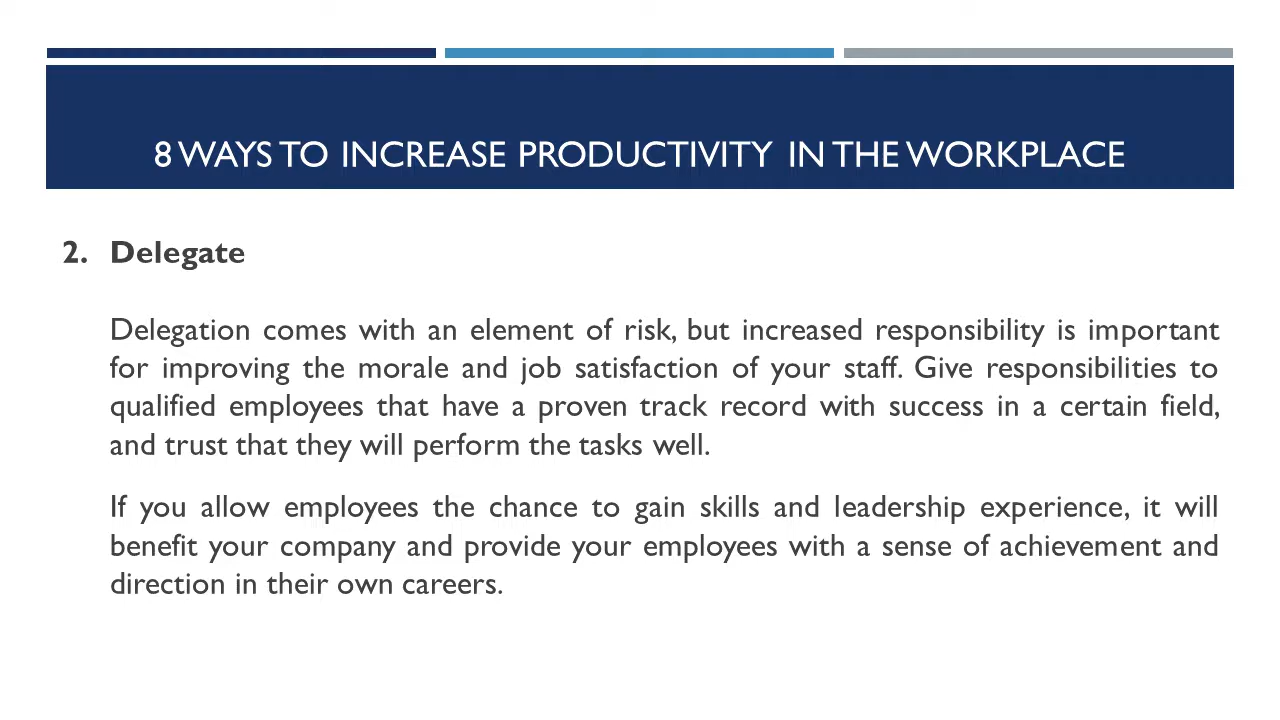 8 WAYS TO INCREASE PRODUCTIVITY IN THE WORKPLACE
2. Delegate
Delegation comes with an element of risk, but increased responsibility is important
for improving the morale and job satisfaction of your staff. Give responsibilities to
qualified employees that have a proven track record with success in a certain field,
and trust that they will perform the tasks well.
If you allow employees the chance to gain skills and leadership experience, it will
benefit your company and provide your employees with a sense of achievement and
direction in their own careers.